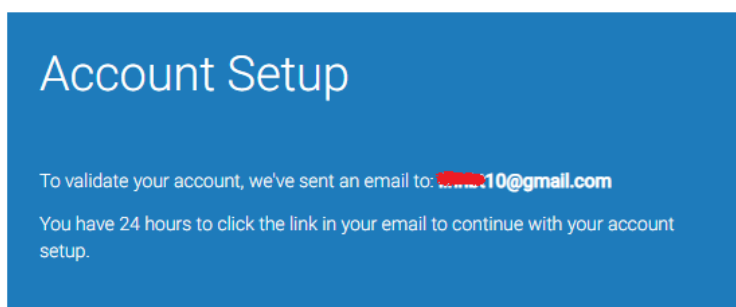 Account Setup
To validate your account, we've sent an email to: 10@gmail.com
You have 24 hours to click the link in your email to continue with your account
setup.